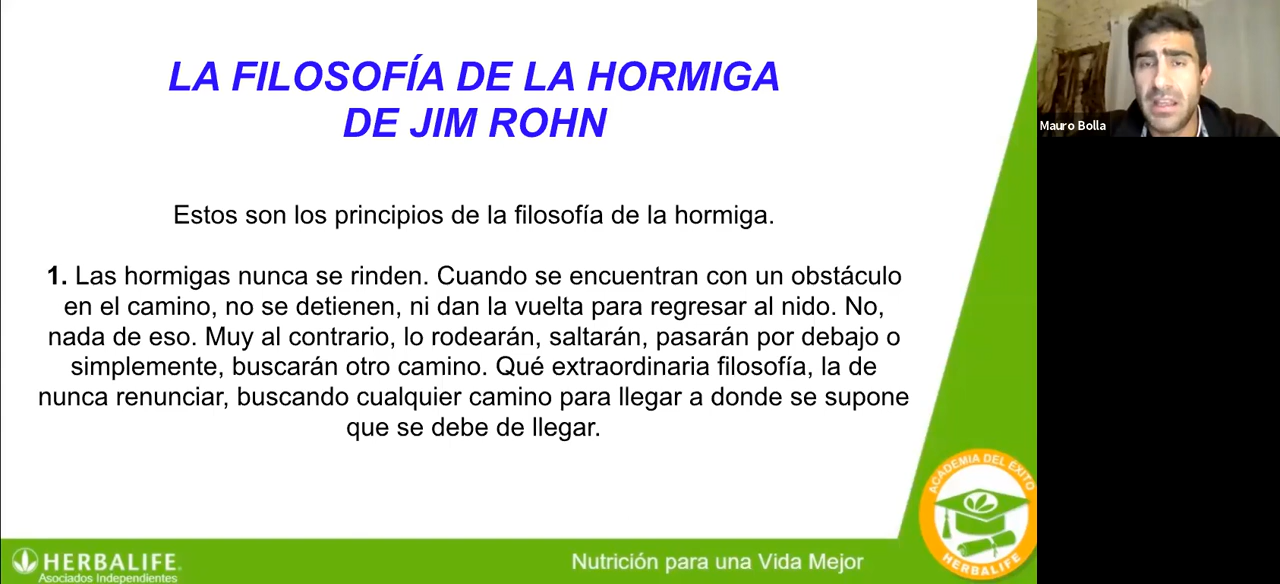 LA FILOSOFÍA DE LA HORMIGA
DE JIM ROHN
Estos son los principios de la filosofía de la hormiga.
1. Las hormigas nunca se rinden. Cuando se encuentran con un obstáculo
en el camino, no se detienen, ni dan la vuelta para regresar al nido. No,
nada de eso. Muy al contrario, lo rodearán, saltarán, pasarán por debajo o
simplemente, buscarán otro camino. Qué extraordinaria filosofía, la de
nunca renunciar, buscando cualquier camino para llegar a donde se supone
que se debe de llegar.
Mauro Bolla
ACADEMIA DEL ÉXITO
HERBALIFE
HERBALIFE.
Asociados Independientes
Nutrición para una Vida Mejor